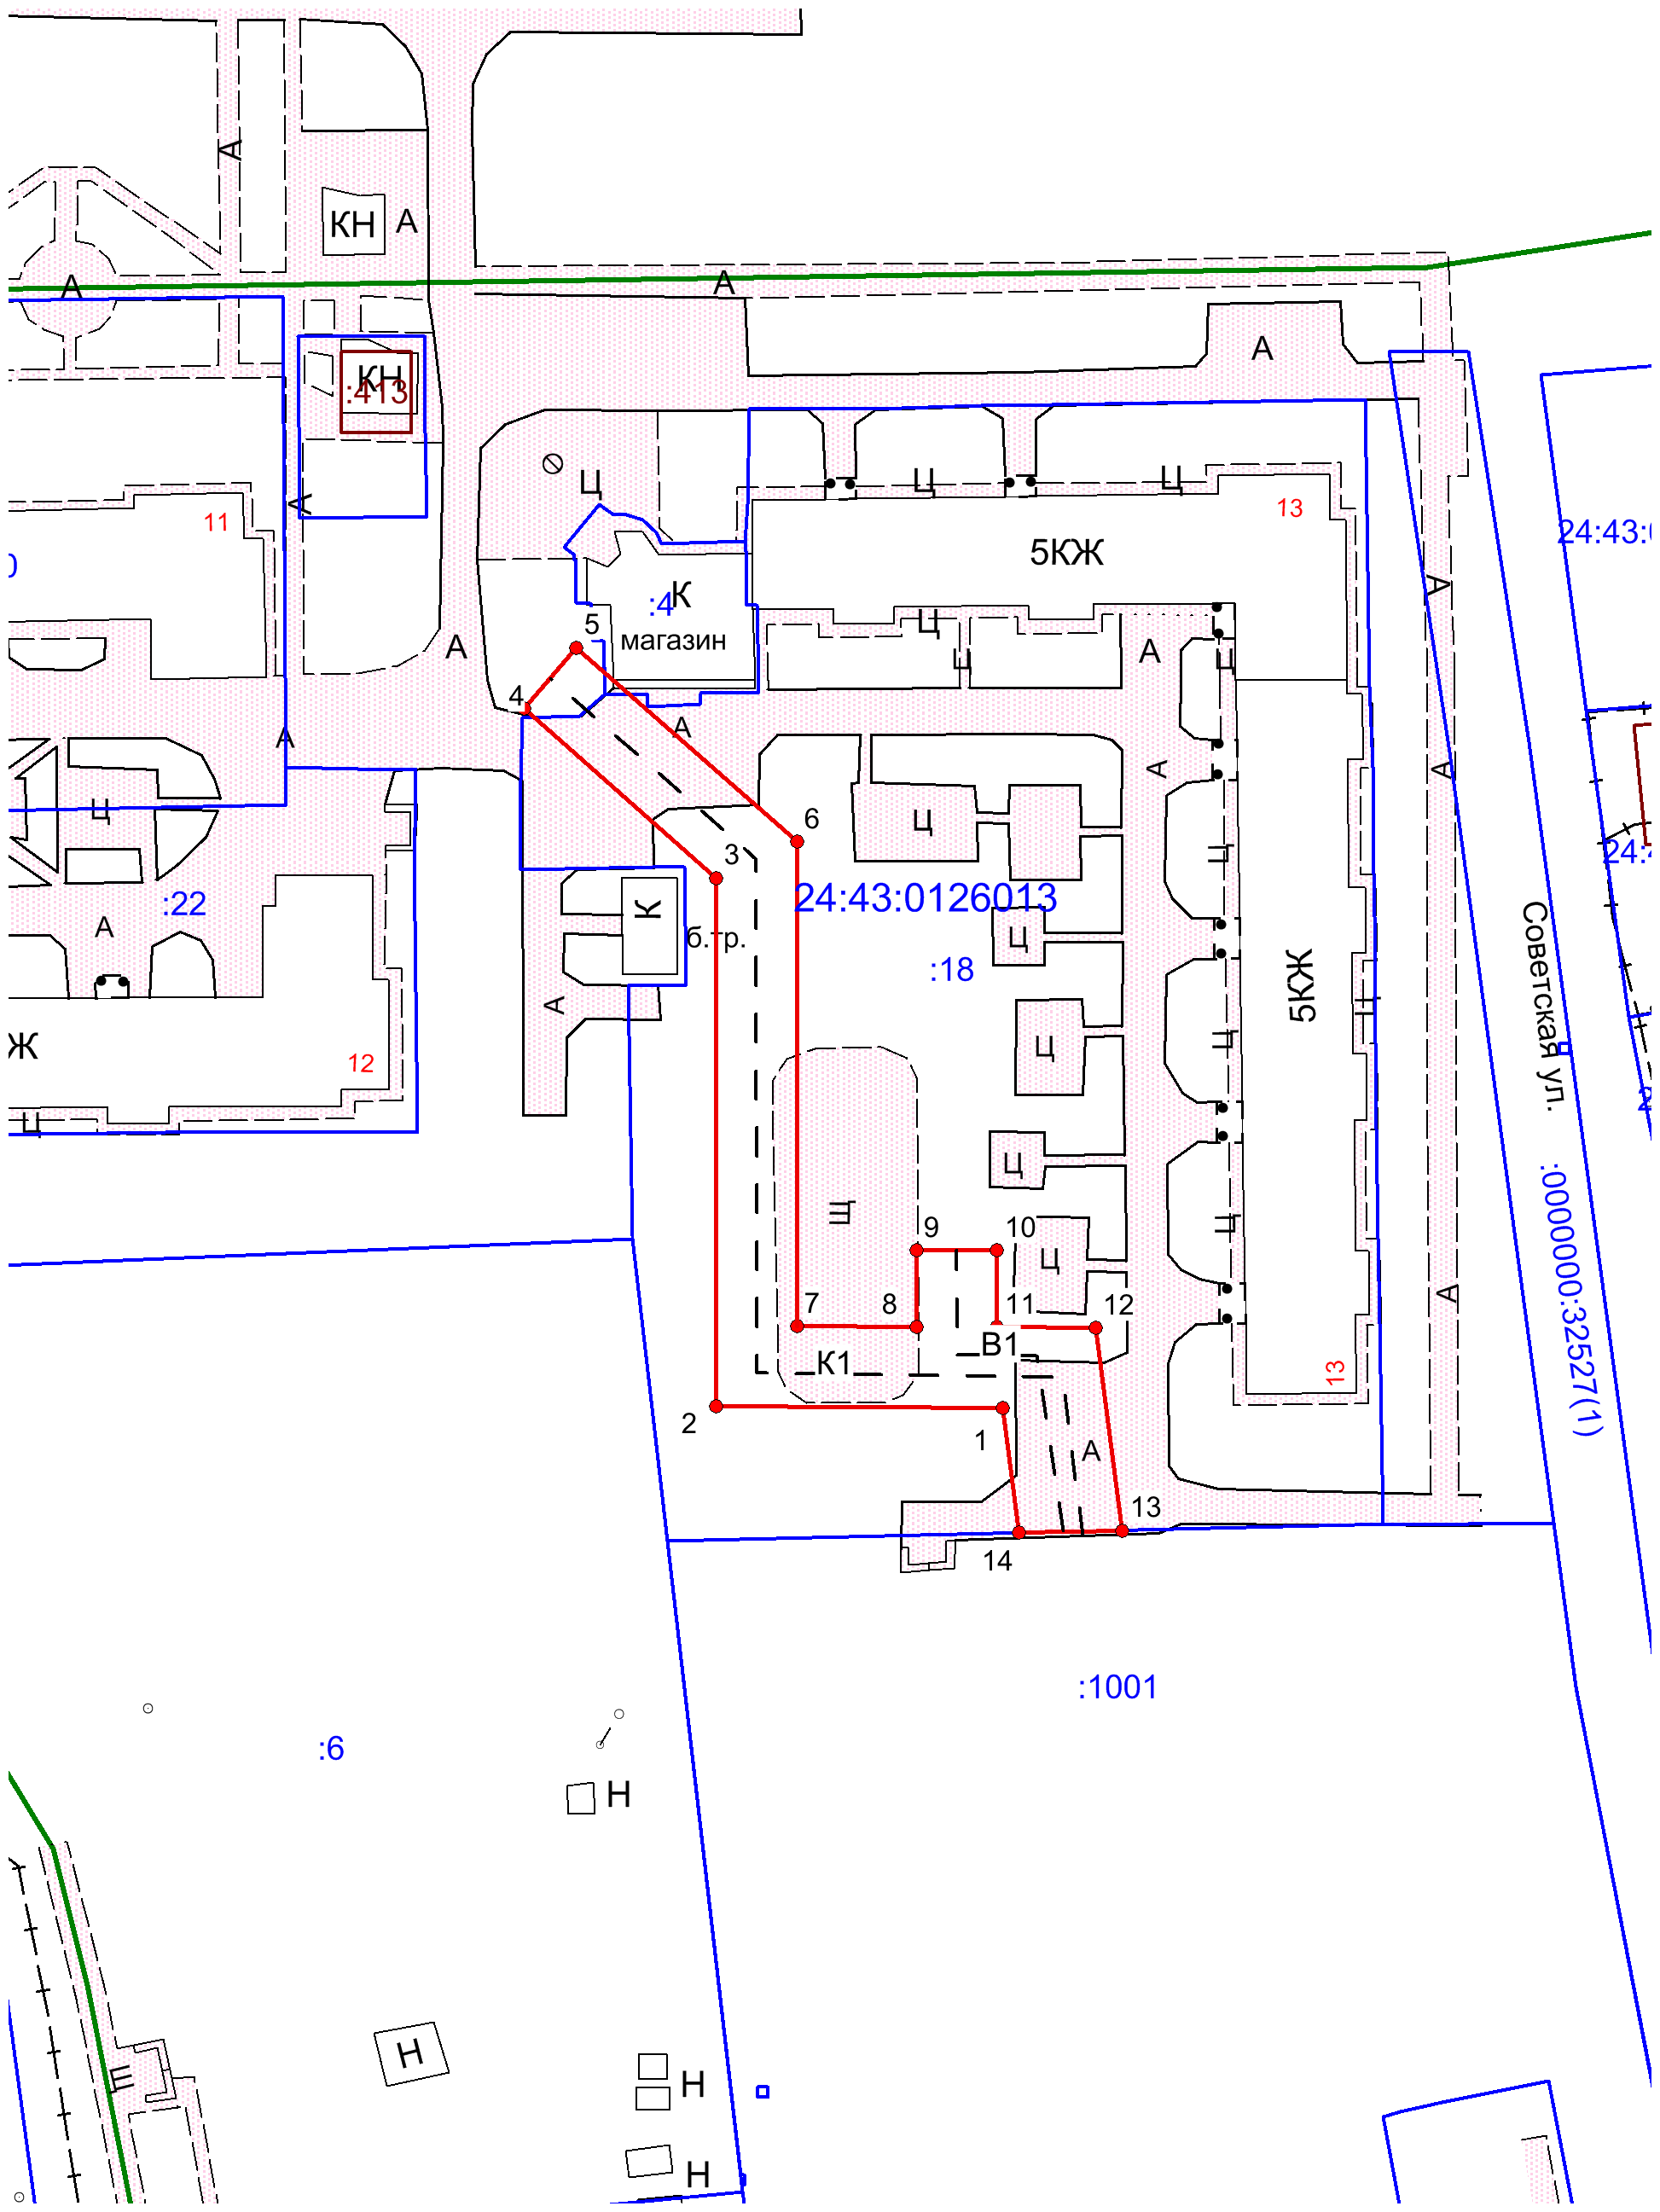 А
КН
А
А
А
А
КН
:413
11
А
Ц
Ц
Ц
13
5КЖ
24:43:
А
К
:4
магазин
5
Ц
Ц
А
Ц
А
4
А
А
А
А
Ц
Ц
6
3
Ц
24:43:0126013
:22
А
К
б.тр.
Ц
:18
Советская ул.
А
5КЖ
Ц
Ц
Ц
Ж
12
Ц
Ц
Щ
9
10
Ц
Ц
:000000:32527(1)
7
8
11
12
А
К1
В1
13
2
1
А
13
14
:1001
:6
Н
Н
Н
Ш
Н